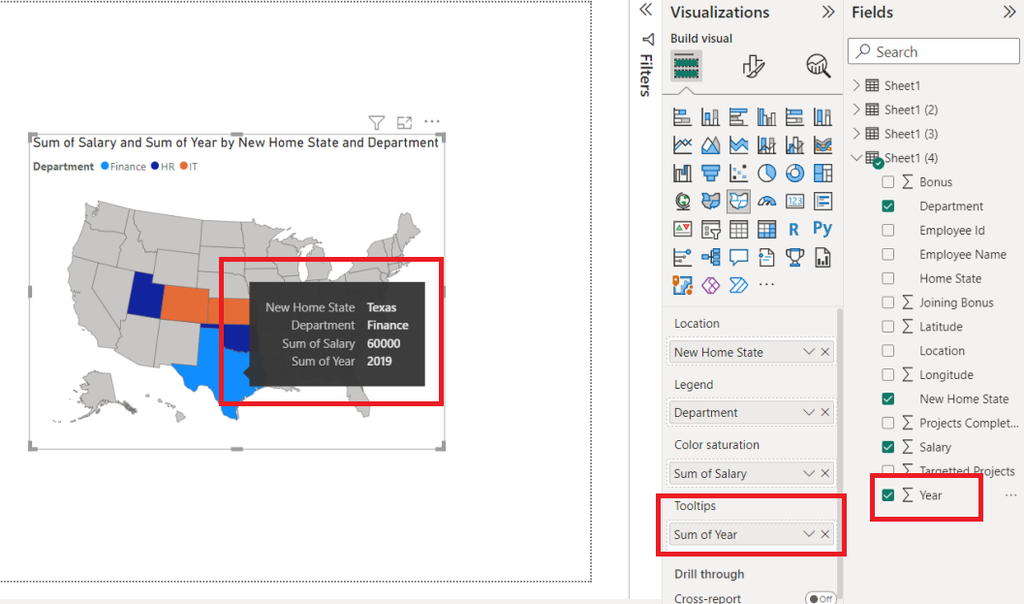 Sum of Salary and Sum of Year by New Home State and Department
Department Finance HR IT
New Home State Texas
Department Finance
Sum of Salary 60000
Sum of Year 2019
Filters
Visualizations
Build visual
123
R Py
Location
New Home State
Legend
Department
Color saturation
Sum of Salary
Tooltips
Sum of Year
Drill through
Cross-report Off
Fields
Search
Sheet1
Sheet1 (2)
Sheet1 (3)
Sheet1 (4)
Bonus
Department
Employee Id
Employee Name
Home State
Joining Bonus
Latitude
Location
Longitude
New Home State
Projects Complet...
Salary
Targetted Projects
Year